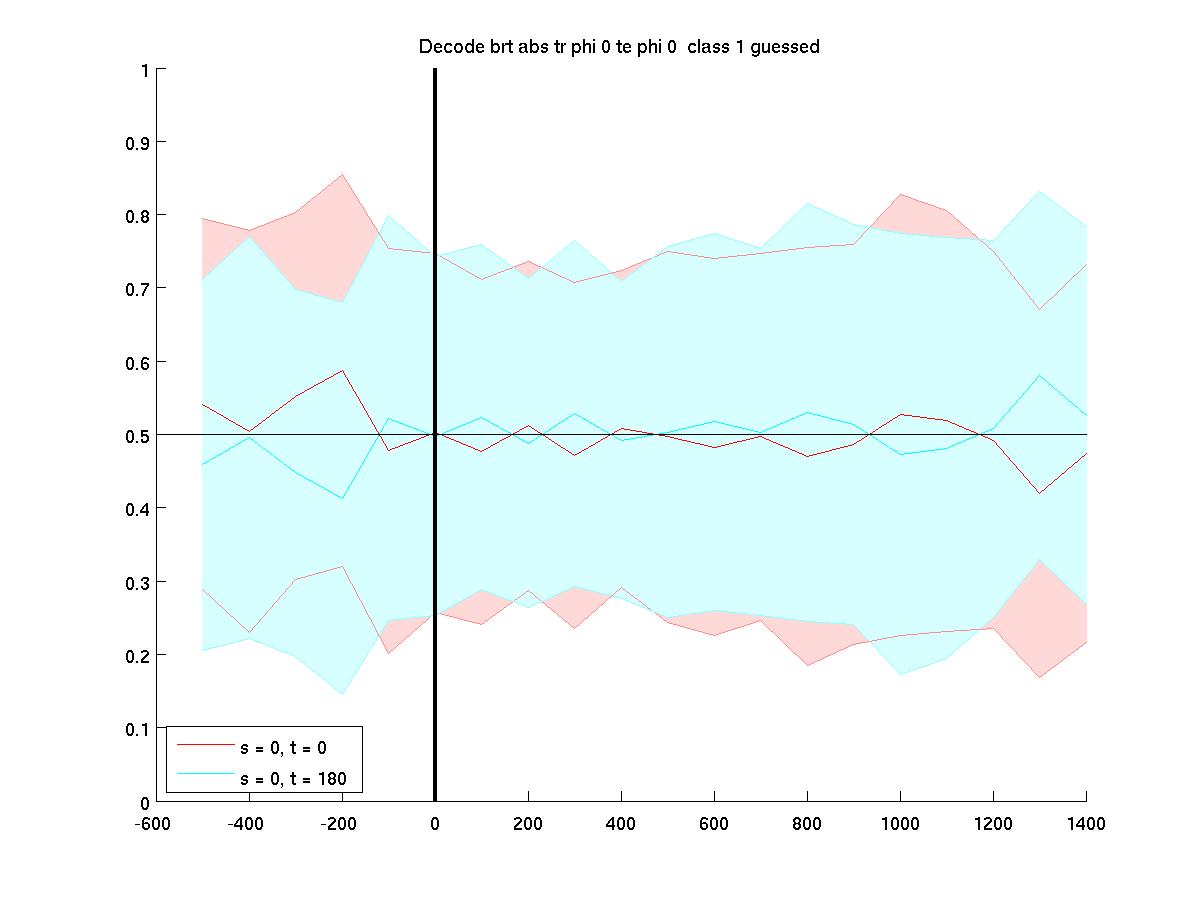 Decode brt abs tr phi 0 te phi 0  class 1 guessed
1
0.9
0.8
0.7
0.6
0.5
0.4
0.3
0.2
0.1
0
s = 0, t = 0
s = 0, t = 180
-600 -400 -200 0 200 400 600 800 1000 1200 1400